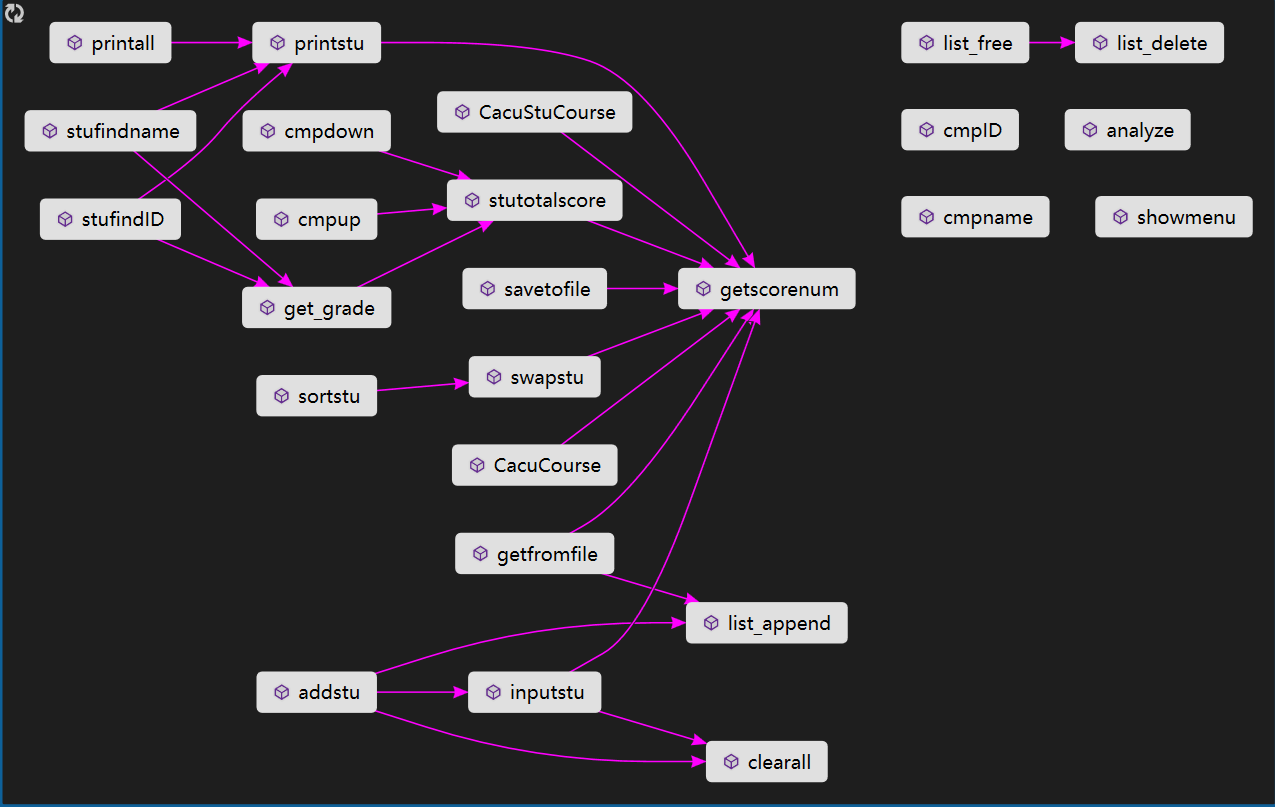 printall
printstu
list_free
list_delete
CacuStuCourse
stufindname
cmpdown
cmpID
analyze
stutotalscore
stufindID
cmpup
cmpname
showmenu
savetofile
getscorenum
get_grade
swapstu
sortstu
CacuCourse
getfromfile
list_append
addstu
inputstu
clearall